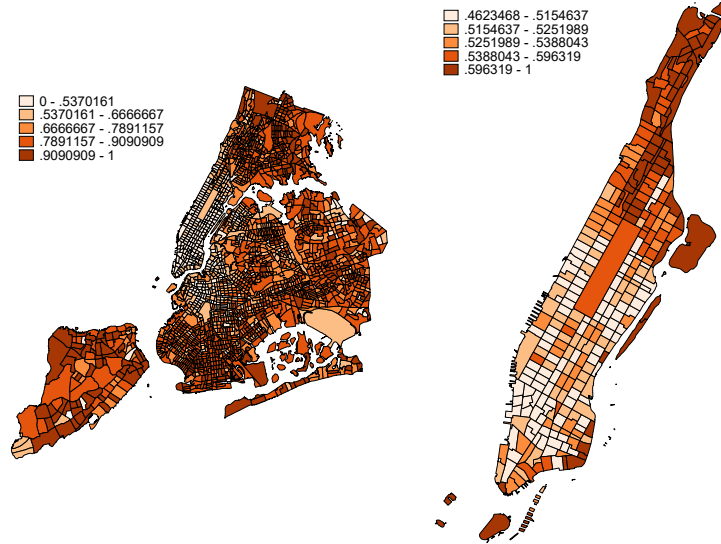 0 - .5370161
.5370161 - .6666667
.6666667 - .7891157
.7891157 - .9090909
.9090909 - 1
.4623468 - .5154637
.5154637 - .5251989
.5251989 - .5388043
.5388043 - .596319
.596319 - 1